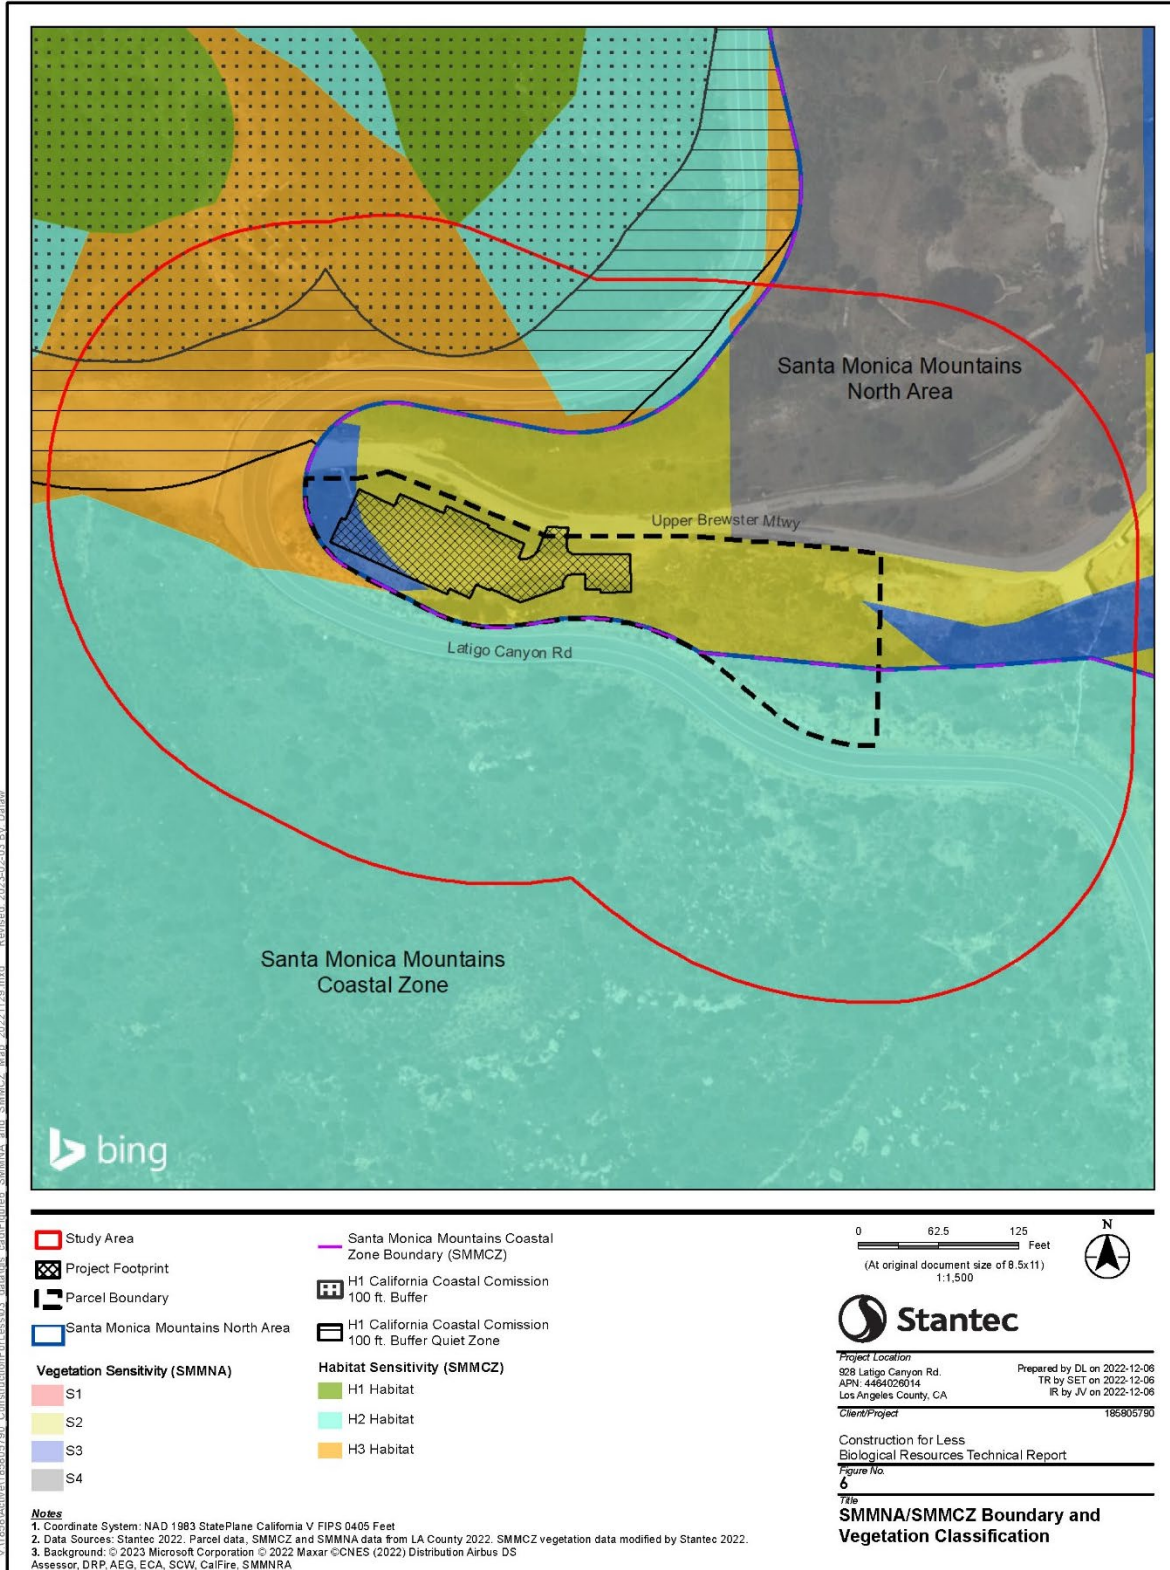 Santa Monica Mountains
North Area
Upper Brewster Mtwy
Latigo Canyon Rd
Santa Monica Mountains
Coastal Zone
bing
Study Area
Project Footprint
Parcel Boundary
Santa Monica Mountains North Area
Vegetation Sensitivity (SMMNA)
S1
S2
S3
S4
Santa Monica Mountains Coastal
Zone Boundary (SMMCZ)
H1 California Coastal Comission
100 ft. Buffer
H1 California Coastal Comission
100 ft. Buffer Quiet Zone
Habitat Sensitivity (SMMCZ)
H1 Habitat
H2 Habitat
H3 Habitat
0 62.5 125
Feet
(At original document size of 8.5x11)
1:1,500
N
Stantec
Project Location
928 Latigo Canyon Rd.
APN: 4464026014
Los Angeles County, CA
Prepared by DL on 2022-12-06
TR by SET on 2022-12-06
IR by JV on 2022-12-06
Client/Project 185805790
Construction for Less
Biological Resources Technical Report
Figure No.
6
Title
SMMNA/SMMCZ Boundary and
Vegetation Classification
Notes
1. Coordinate System: NAD 1983 StatePlane California V FIPS 0405 Feet
2. Data Sources: Stantec 2022. Parcel data, SMMCZ and SMMNA data from LA County 2022. SMMCZ vegetation data modified by Stantec 2022.
3. Background: © 2023 Microsoft Corporation © 2022 Maxar ©CNES (2022) Distribution Airbus DS
Assessor, DRP, AEG, ECA, SCW, CalFire, SMMNRA